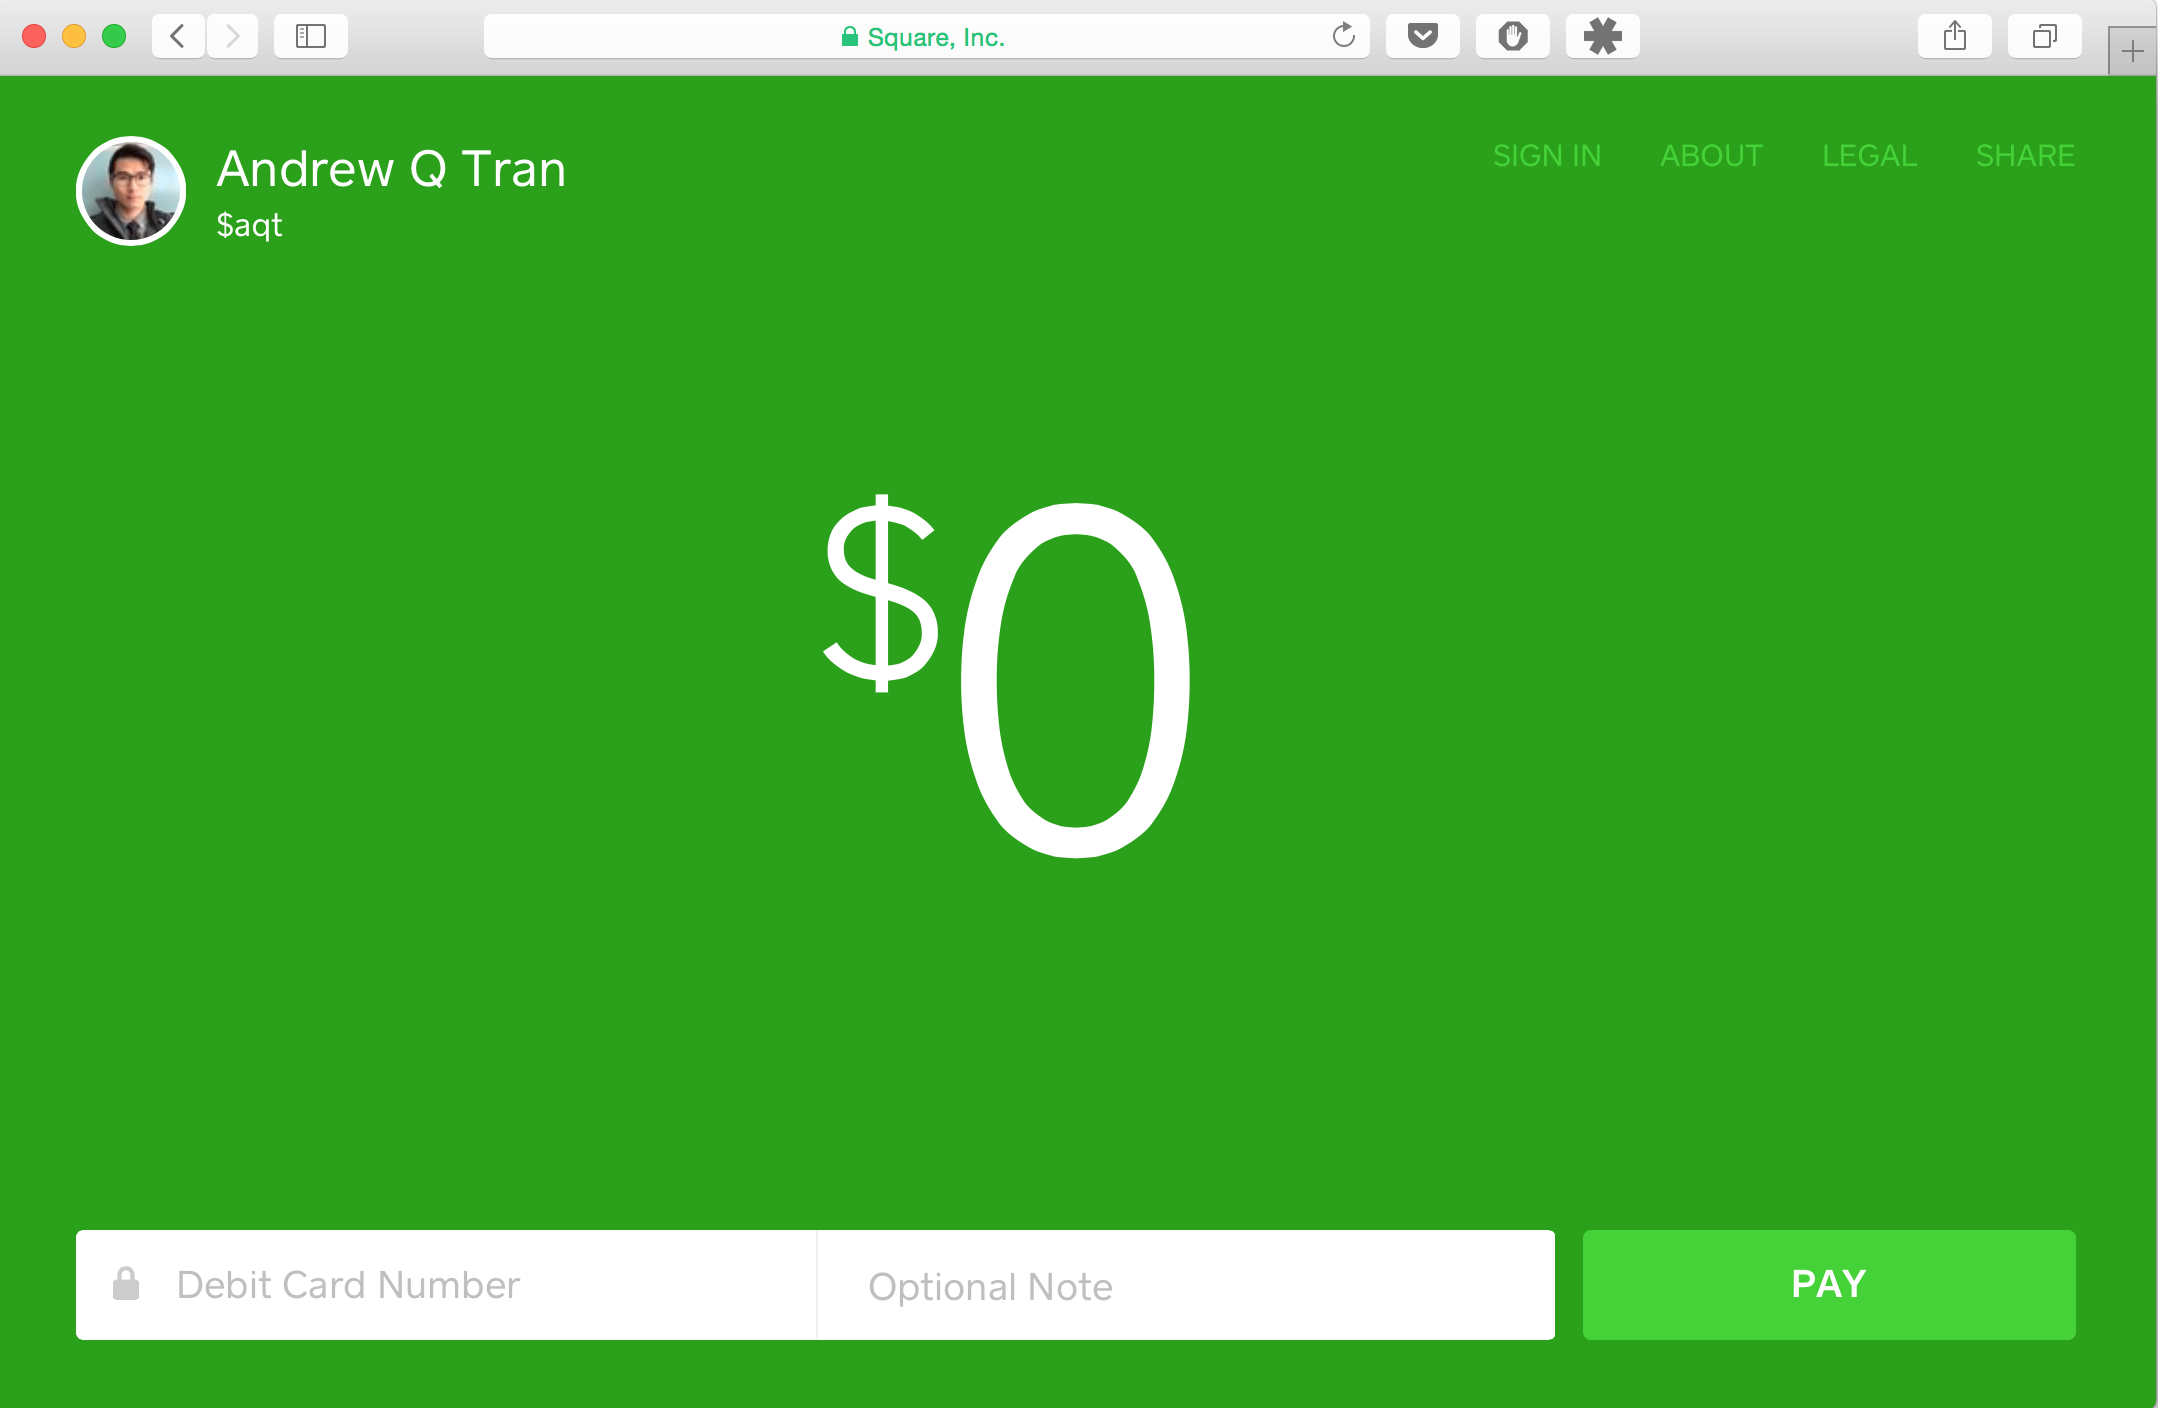 Square, Inc.
Andrew Q Tran
$aqt
SIGN IN ABOUT LEGAL SHARE
$0
Debit Card Number
Optional Note
PAY